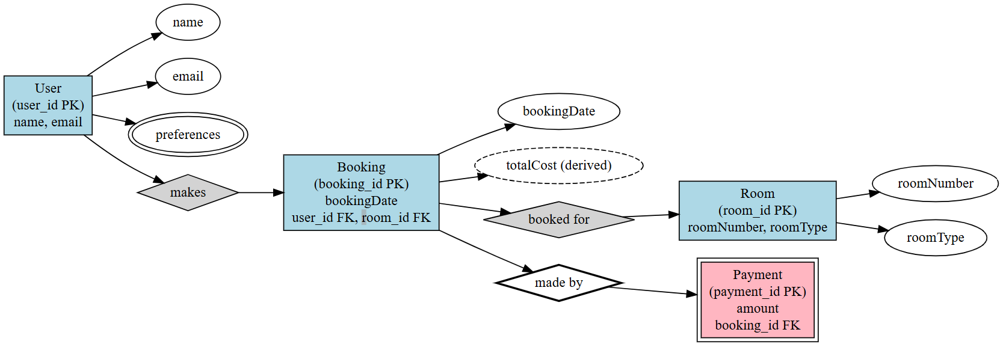 name
email
preferences
User
(user_id PK)
name, email
makes
Booking
(booking_id PK)
bookingDate
user_id FK, room_id FK
bookingDate
totalCost (derived)
booked for
made by
Room
(room_id PK)
roomNumber, roomType
Payment
(payment_id PK)
amount
booking_id FK
roomNumber
roomType